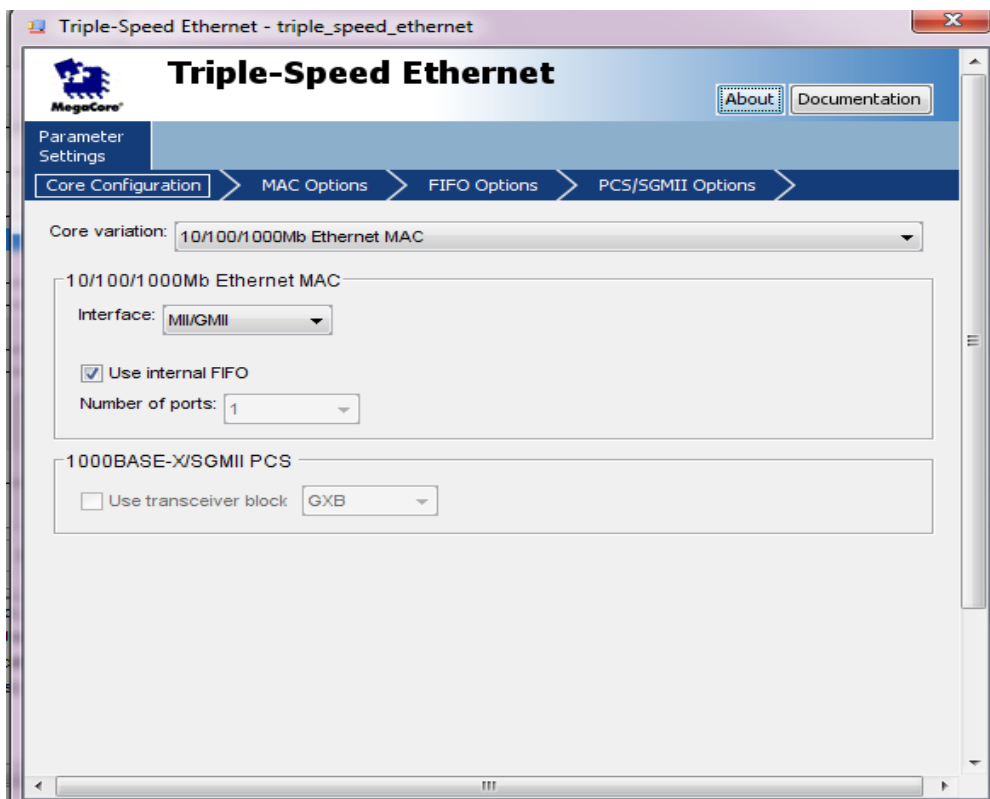 Triple-Speed Ethernet - triple_speed_ethernet
Triple-Speed Ethernet
MegaCore®
About Documentation
Parameter
Settings
Core Configuration MAC Options FIFO Options PCS/SGMII Options
Core variation: 10/100/1000Mb Ethernet MAC
10/100/1000Mb Ethernet MAC
Interface: MII/GMII
Use internal FIFO
Number of ports: 1
1000BASE-X/SGMII PCS
Use transceiver block GXB